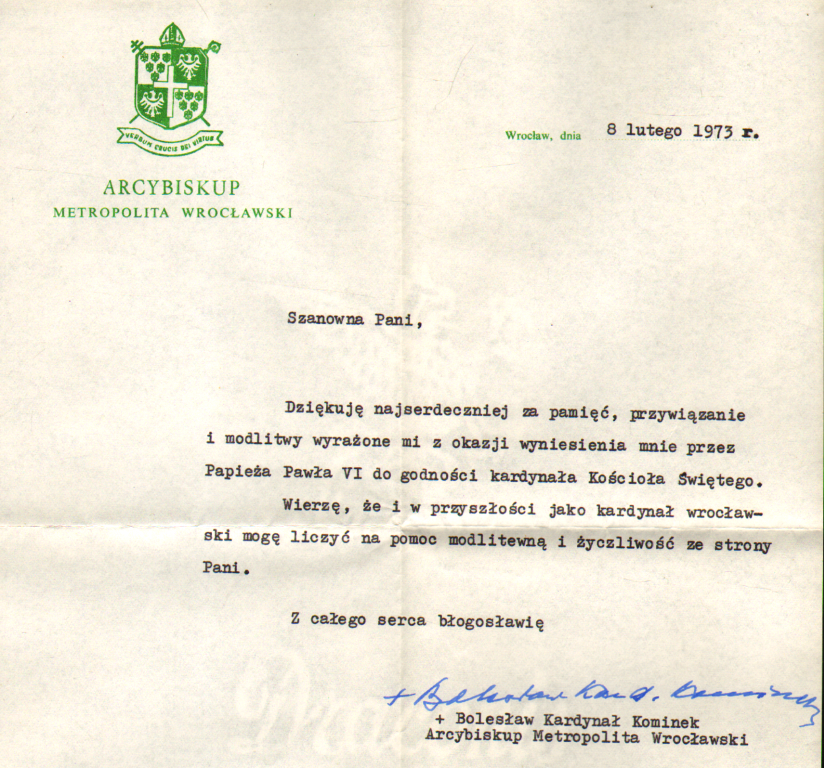 VERBUM CRUCIS DEI VIRTUS
ARCYBISKUP
METROPOLITA WROCŁAWSKI
Wrocław, dnia 8 lutego 1973 r.
Szanowna Pani,
Dziękuję najserdeczniej za pamięć, przywiązanie
i modlitwy wyrażone mi z okazji wyniesienia mnie przez
Papieża Pawła VI do godności kardynała Kościoła Świętego.
Wierzę, że i w przyszłości jako kardynał wrocław-
ski mogę liczyć na pomoc modlitewną i życzliwość ze strony
Pani.
Z całego serca błogosławię
+ Bolesław Kard. Kominek
+ Bolesław Kardynał Kominek
Arcybiskup Metropolita Wrocławski